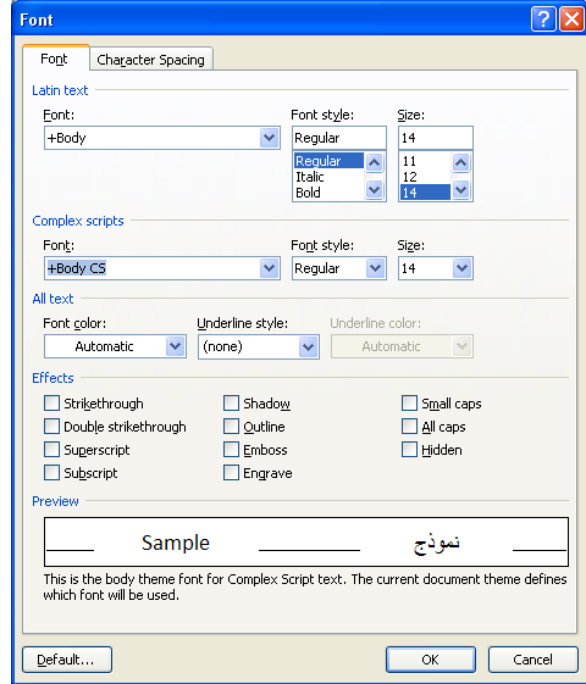 Font
Font Character Spacing
Latin text
Font: Font style: Size:
+Body Regular 14
Regular 11
Italic 12
Bold 14
Complex scripts
Font: Font style: Size:
+Body CS Regular 14
All text
Font color: Underline style: Underline color:
Automatic (none) Automatic
Effects
Strikethrough Shadow Small caps
Double strikethrough Outline All caps
Superscript Emboss Hidden
Subscript Engrave
Preview
Sample نموذج
This is the body theme font for Complex Script text. The current document theme defines
which font will be used.
Default... OK Cancel